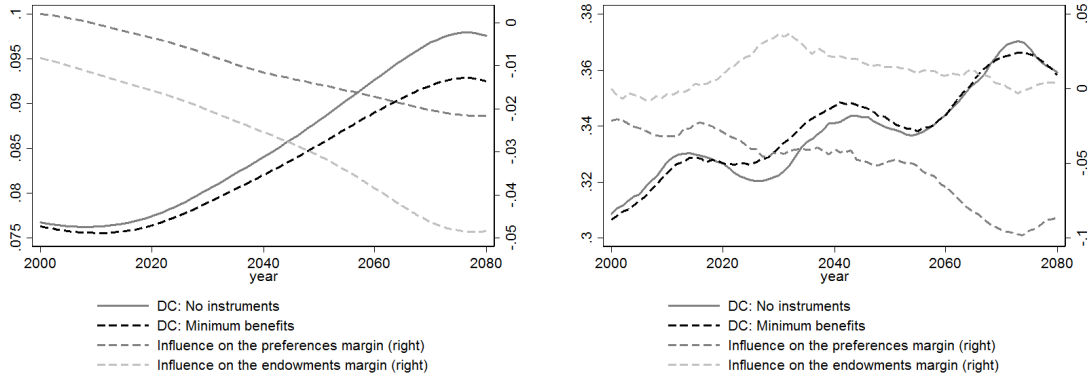 .1
.095
.09
.085
.08
.075
0
-.01
-.02
-.03
-.04
-.05
2000 2020 2040 2060 2080
year
DC: No instruments
DC: Minimum benefits
Influence on the preferences margin (right)
Influence on the endowments margin (right)
.38
.36
.34
.32
.3
.05
0
-.05
-.1
2000 2020 2040 2060 2080
year
DC: No instruments
DC: Minimum benefits
Influence on the preferences margin (right)
Influence on the endowments margin (right)